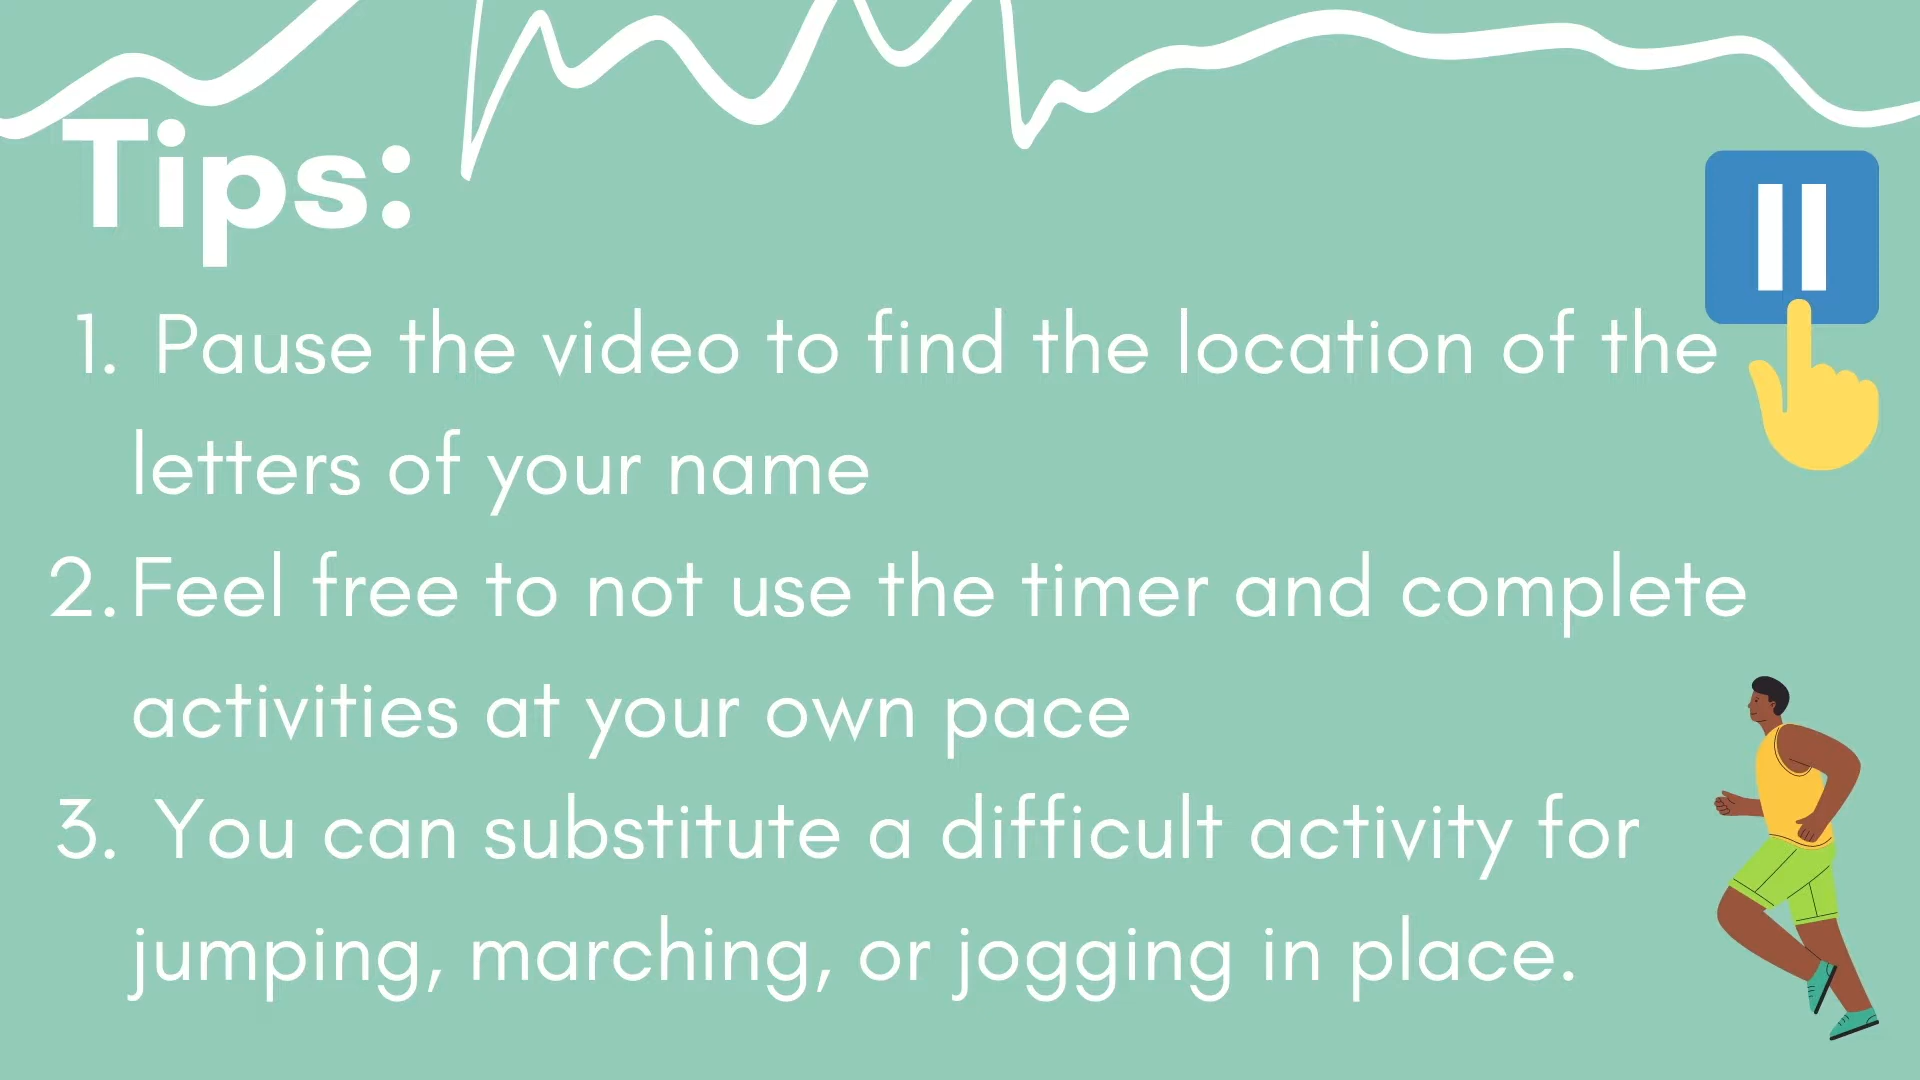 Tips:
1. Pause the video to find the location of the
letters of your name
2. Feel free to not use the timer and complete
activities at your own pace
3. You can substitute a difficult activity for
jumping, marching, or jogging in place.